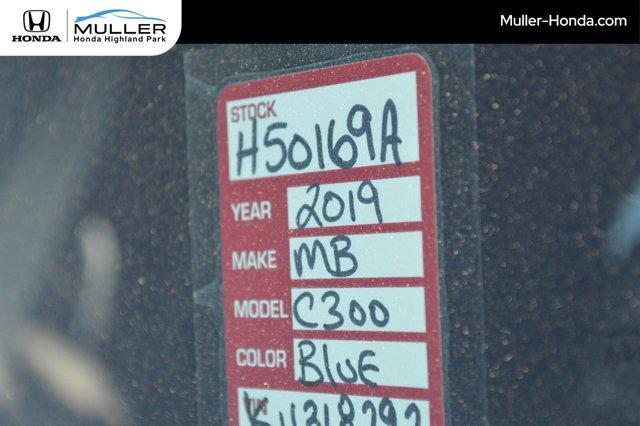 HONDA
MULLER
Honda Highland Park
Muller-Honda.com
STOCK
H50169A
YEAR 2019
MAKE MB
MODEL C300
COLOR BLUE